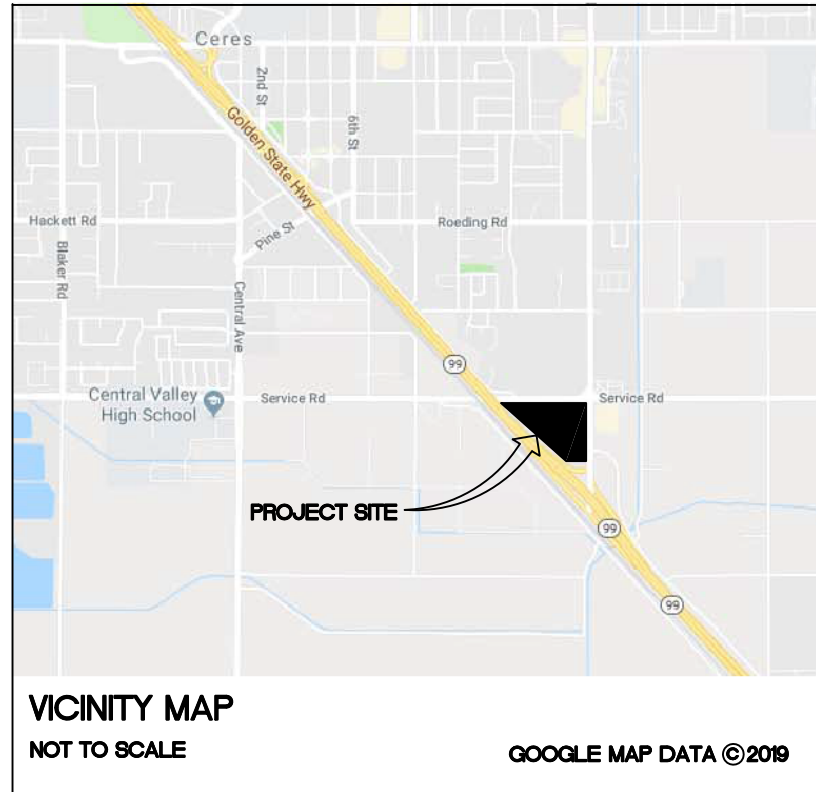 Ceres
2nd St
6th St
Golden State Hwy
Hackett Rd
Roeding Rd
Pine St
Blaker Rd
Central Ave
99
Central Valley
High School
Service Rd
Service Rd
PROJECT SITE
99
99
VICINITY MAP
NOT TO SCALE
GOOGLE MAP DATA ©2019